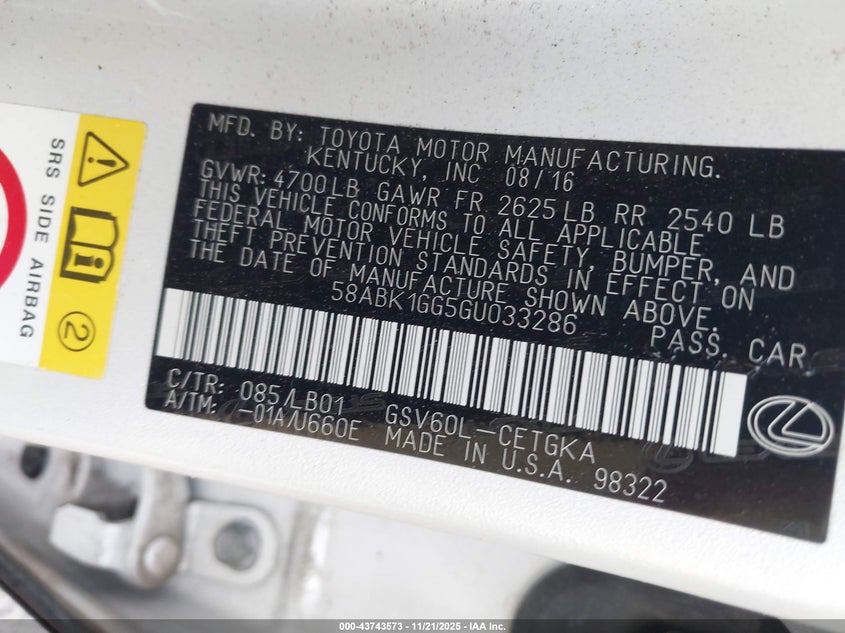 MFD. BY: TOYOTA MOTOR MANUFACTURING.
KENTUCKY, INC 08/16
GVWR: 4700LB GAWR FR 2625LB RR 2540 LB
THIS VEHICLE CONFORMS TO ALL APPLICABLE
FEDERAL MOTOR VEHICLE SAFETY, BUMPER, AND
THEFT PREVENTION STANDARDS IN EFFECT ON
THE DATE OF MANUFACTURE SHOWN ABOVE.
58ABK1GG5GU033286
PASS. CAR
C/TR: 085/LB01 GSV60L-CETGKA
A/TM: -01A/U660E MADE IN U.S.A. 98322
SRS SIDE AIRBAG
2
000-43743573 - 11/21/2025 - IAA Inc.